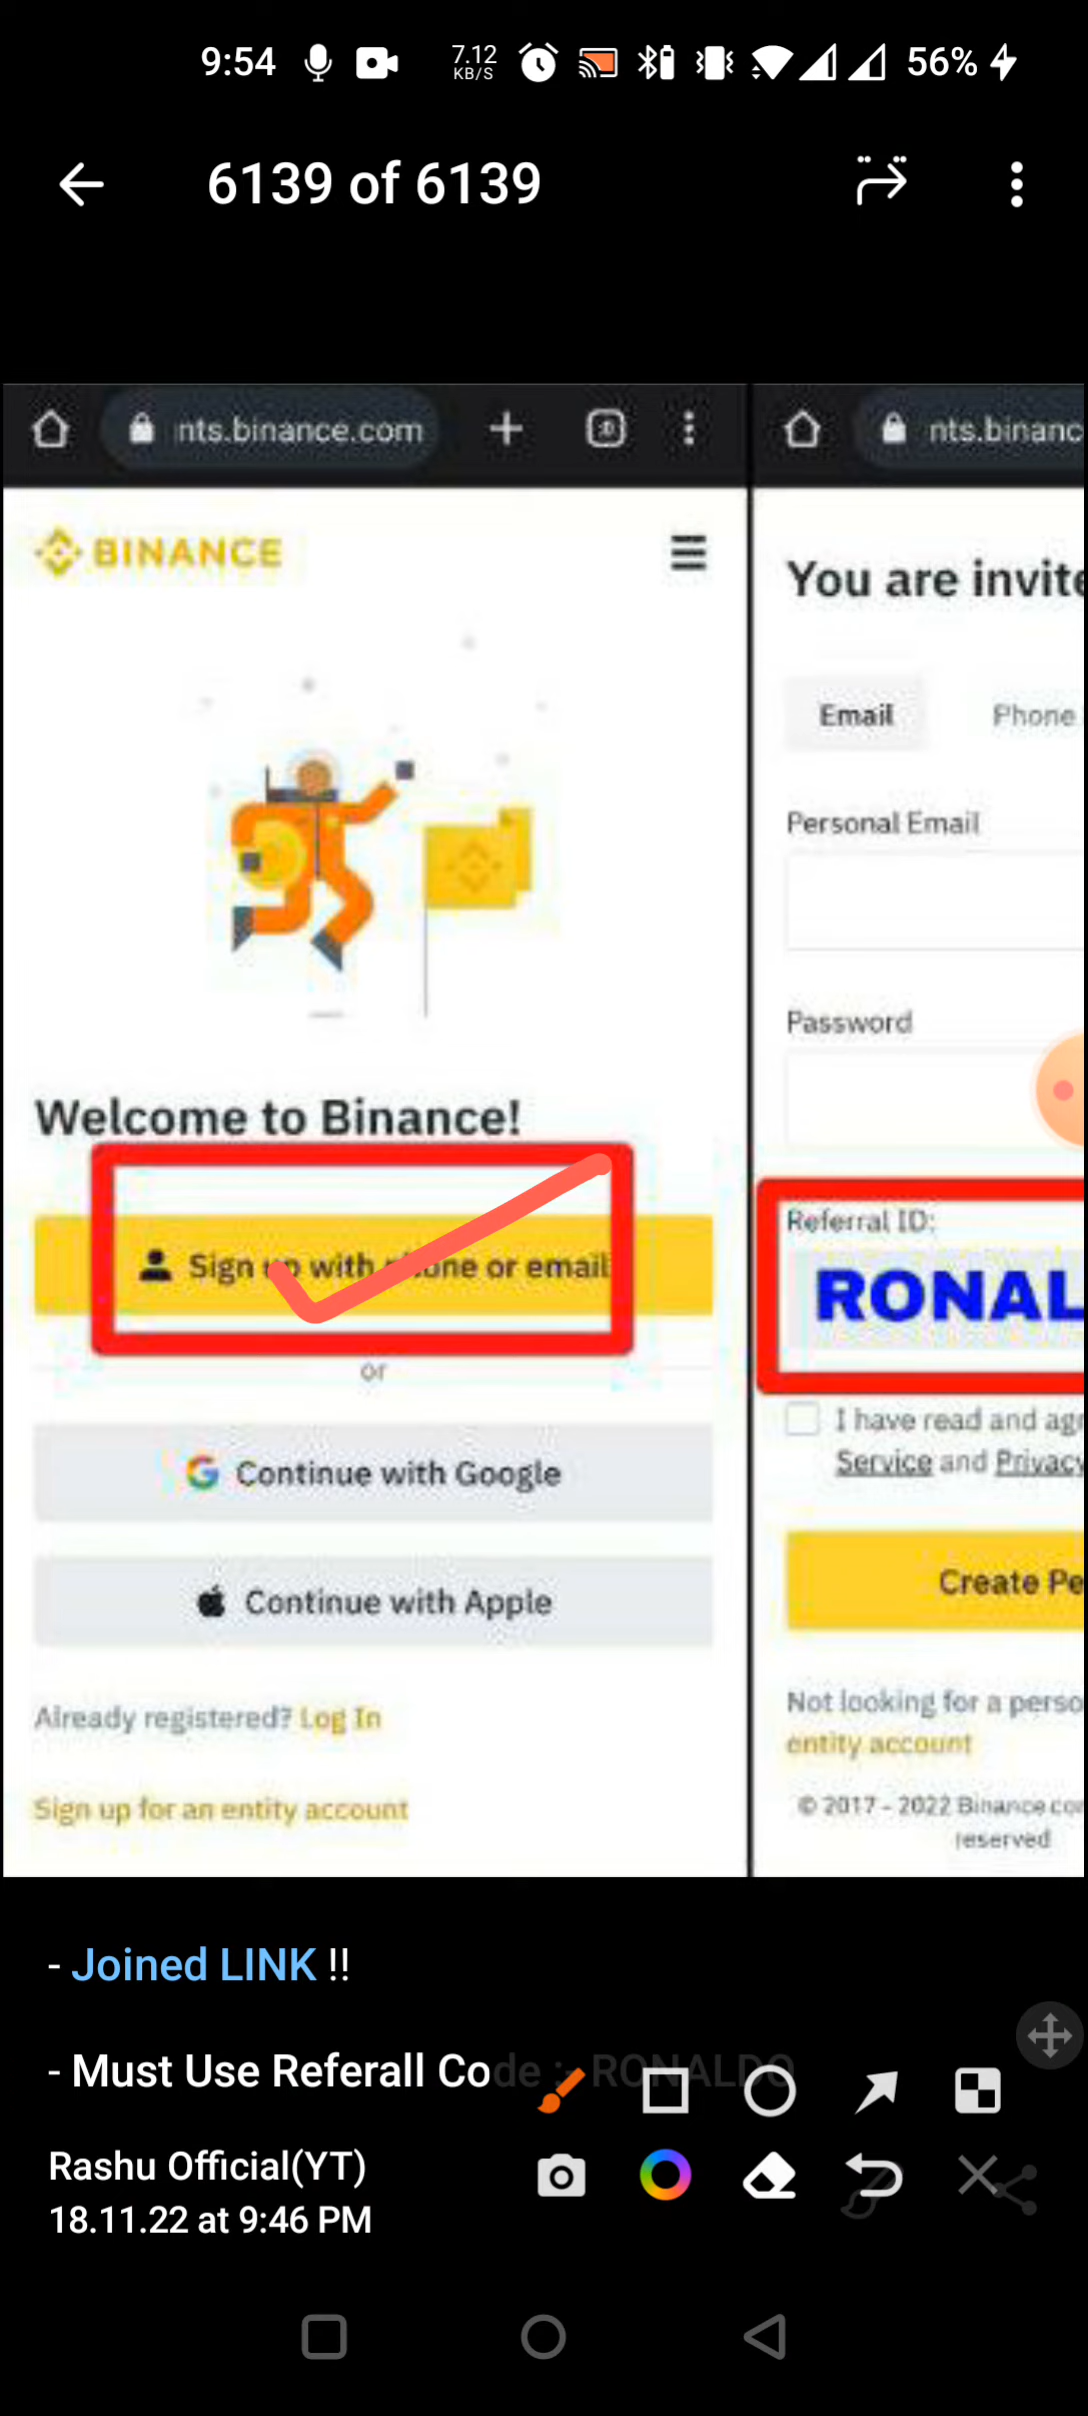 9:54 7.12 KB/S 56%
6139 of 6139
nts.binance.com
BINANCE
Welcome to Binance!
Sign up with phone or email
or
Continue with Google
Continue with Apple
Already registered? Log In
Sign up for an entity account
nts.binanc
You are invite
Email Phone
Personal Email
Password
Referral ID:
RONAL
I have read and agr
Service and Privacy
Create Pe
Not looking for a perso
entity account
© 2017 - 2022 Binance.cor
reserved
- Joined LINK !!
- Must Use Referall Code :- RONALDO
Rashu Official(YT)
18.11.22 at 9:46 PM